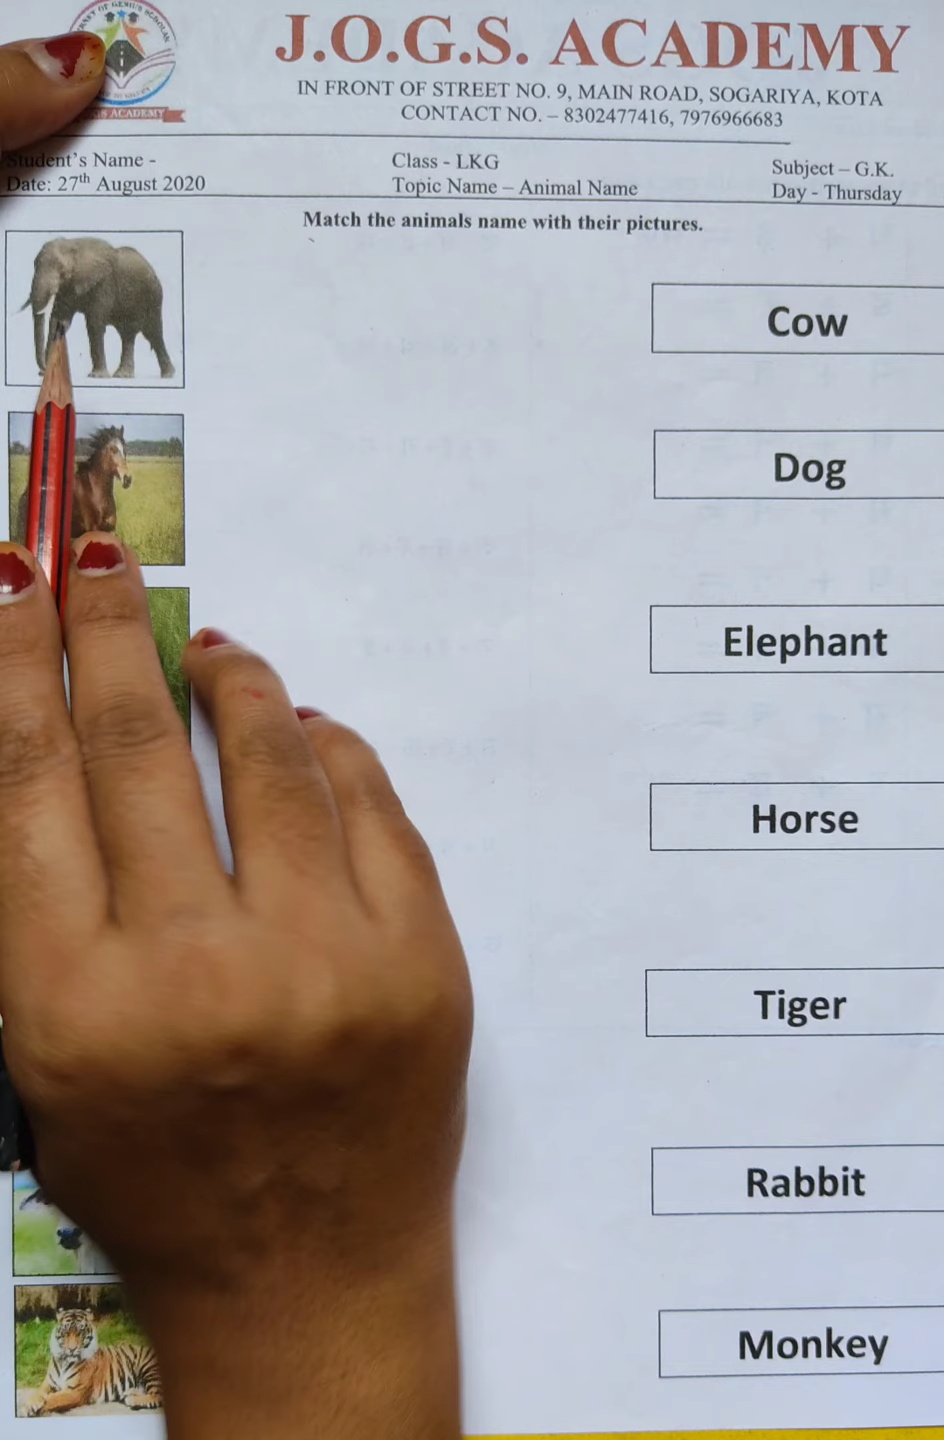 J.O.G.S. ACADEMY
IN FRONT OF STREET NO. 9, MAIN ROAD, SOGARIYA, KOTA
CONTACT NO. – 8302477416, 7976966683
ACADEMY
Student's Name -
Class - LKG
Subject – G.K.
Date: 27th August 2020
Topic Name – Animal Name
Day - Thursday
Match the animals name with their pictures.
Cow
Dog
Elephant
Horse
Tiger
Rabbit
Monkey